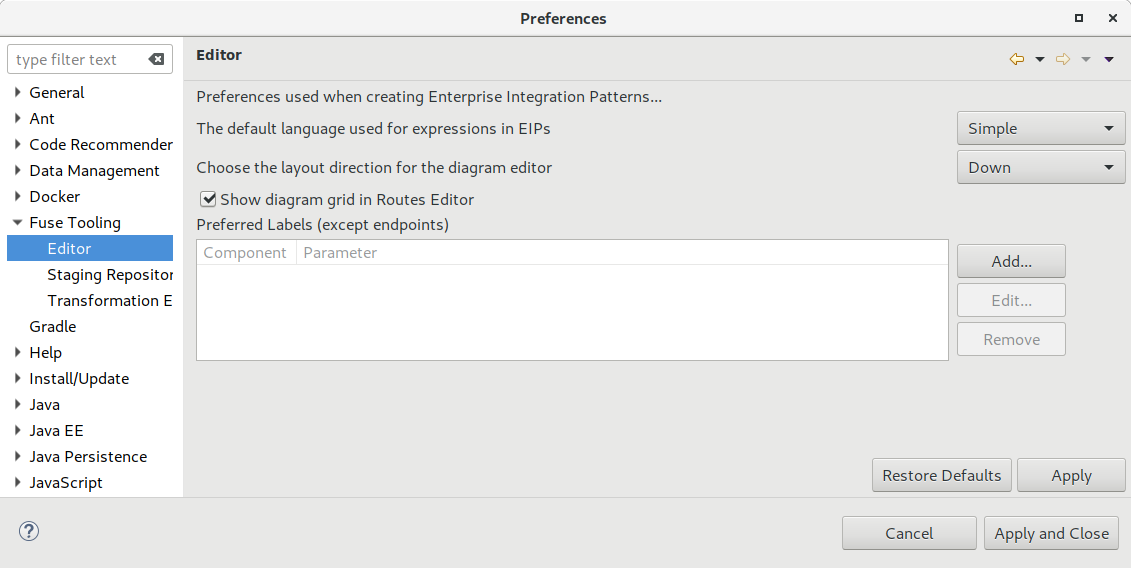 Preferences
type filter text
General
Ant
Code Recommender
Data Management
Docker
Fuse Tooling
Editor
Staging Repositor
Transformation E
Gradle
Help
Install/Update
Java
Java EE
Java Persistence
JavaScript
Editor
Preferences used when creating Enterprise Integration Patterns...
The default language used for expressions in EIPs
Simple
Choose the layout direction for the diagram editor
Down
Show diagram grid in Routes Editor
Preferred Labels (except endpoints)
Component Parameter
Add...
Edit...
Remove
Restore Defaults Apply
? Cancel Apply and Close